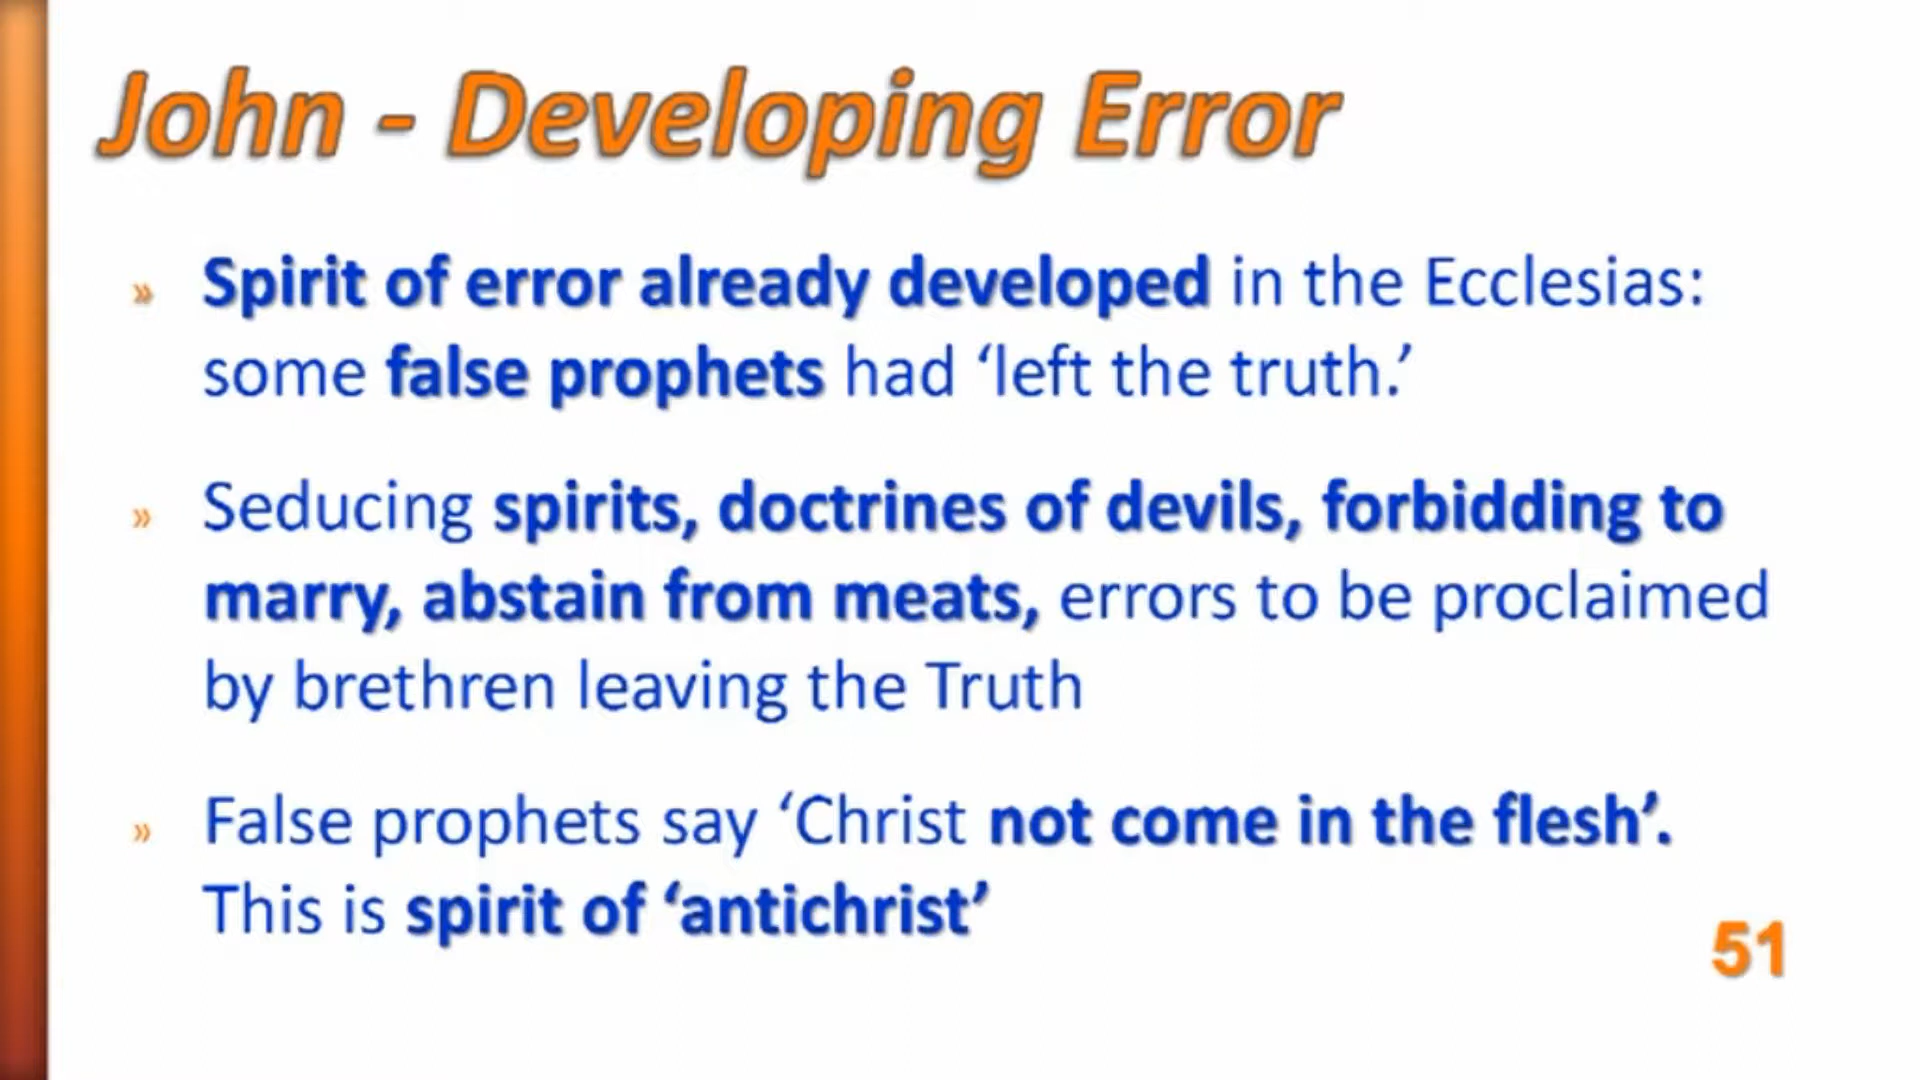 John - Developing Error
» Spirit of error already developed in the Ecclesias:
some false prophets had ‘left the truth.’
» Seducing spirits, doctrines of devils, forbidding to
marry, abstain from meats, errors to be proclaimed
by brethren leaving the Truth
» False prophets say ‘Christ not come in the flesh’.
This is spirit of ‘antichrist’
51